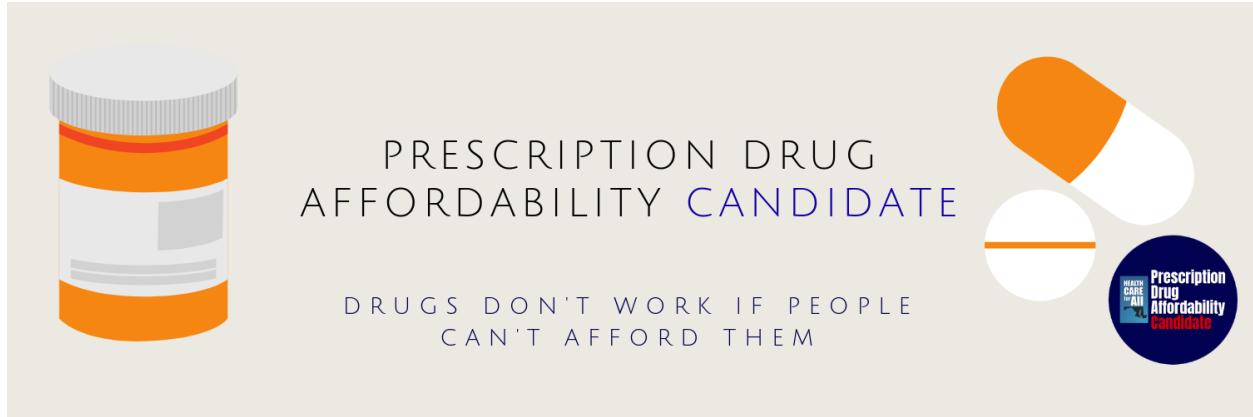 PRESCRIPTION DRUG
AFFORDABILITY CANDIDATE
DRUGS DON'T WORK IF PEOPLE
CAN'T AFFORD THEM
HEALTH
CARE
for
All
Prescription
Drug
Affordability
Candidate